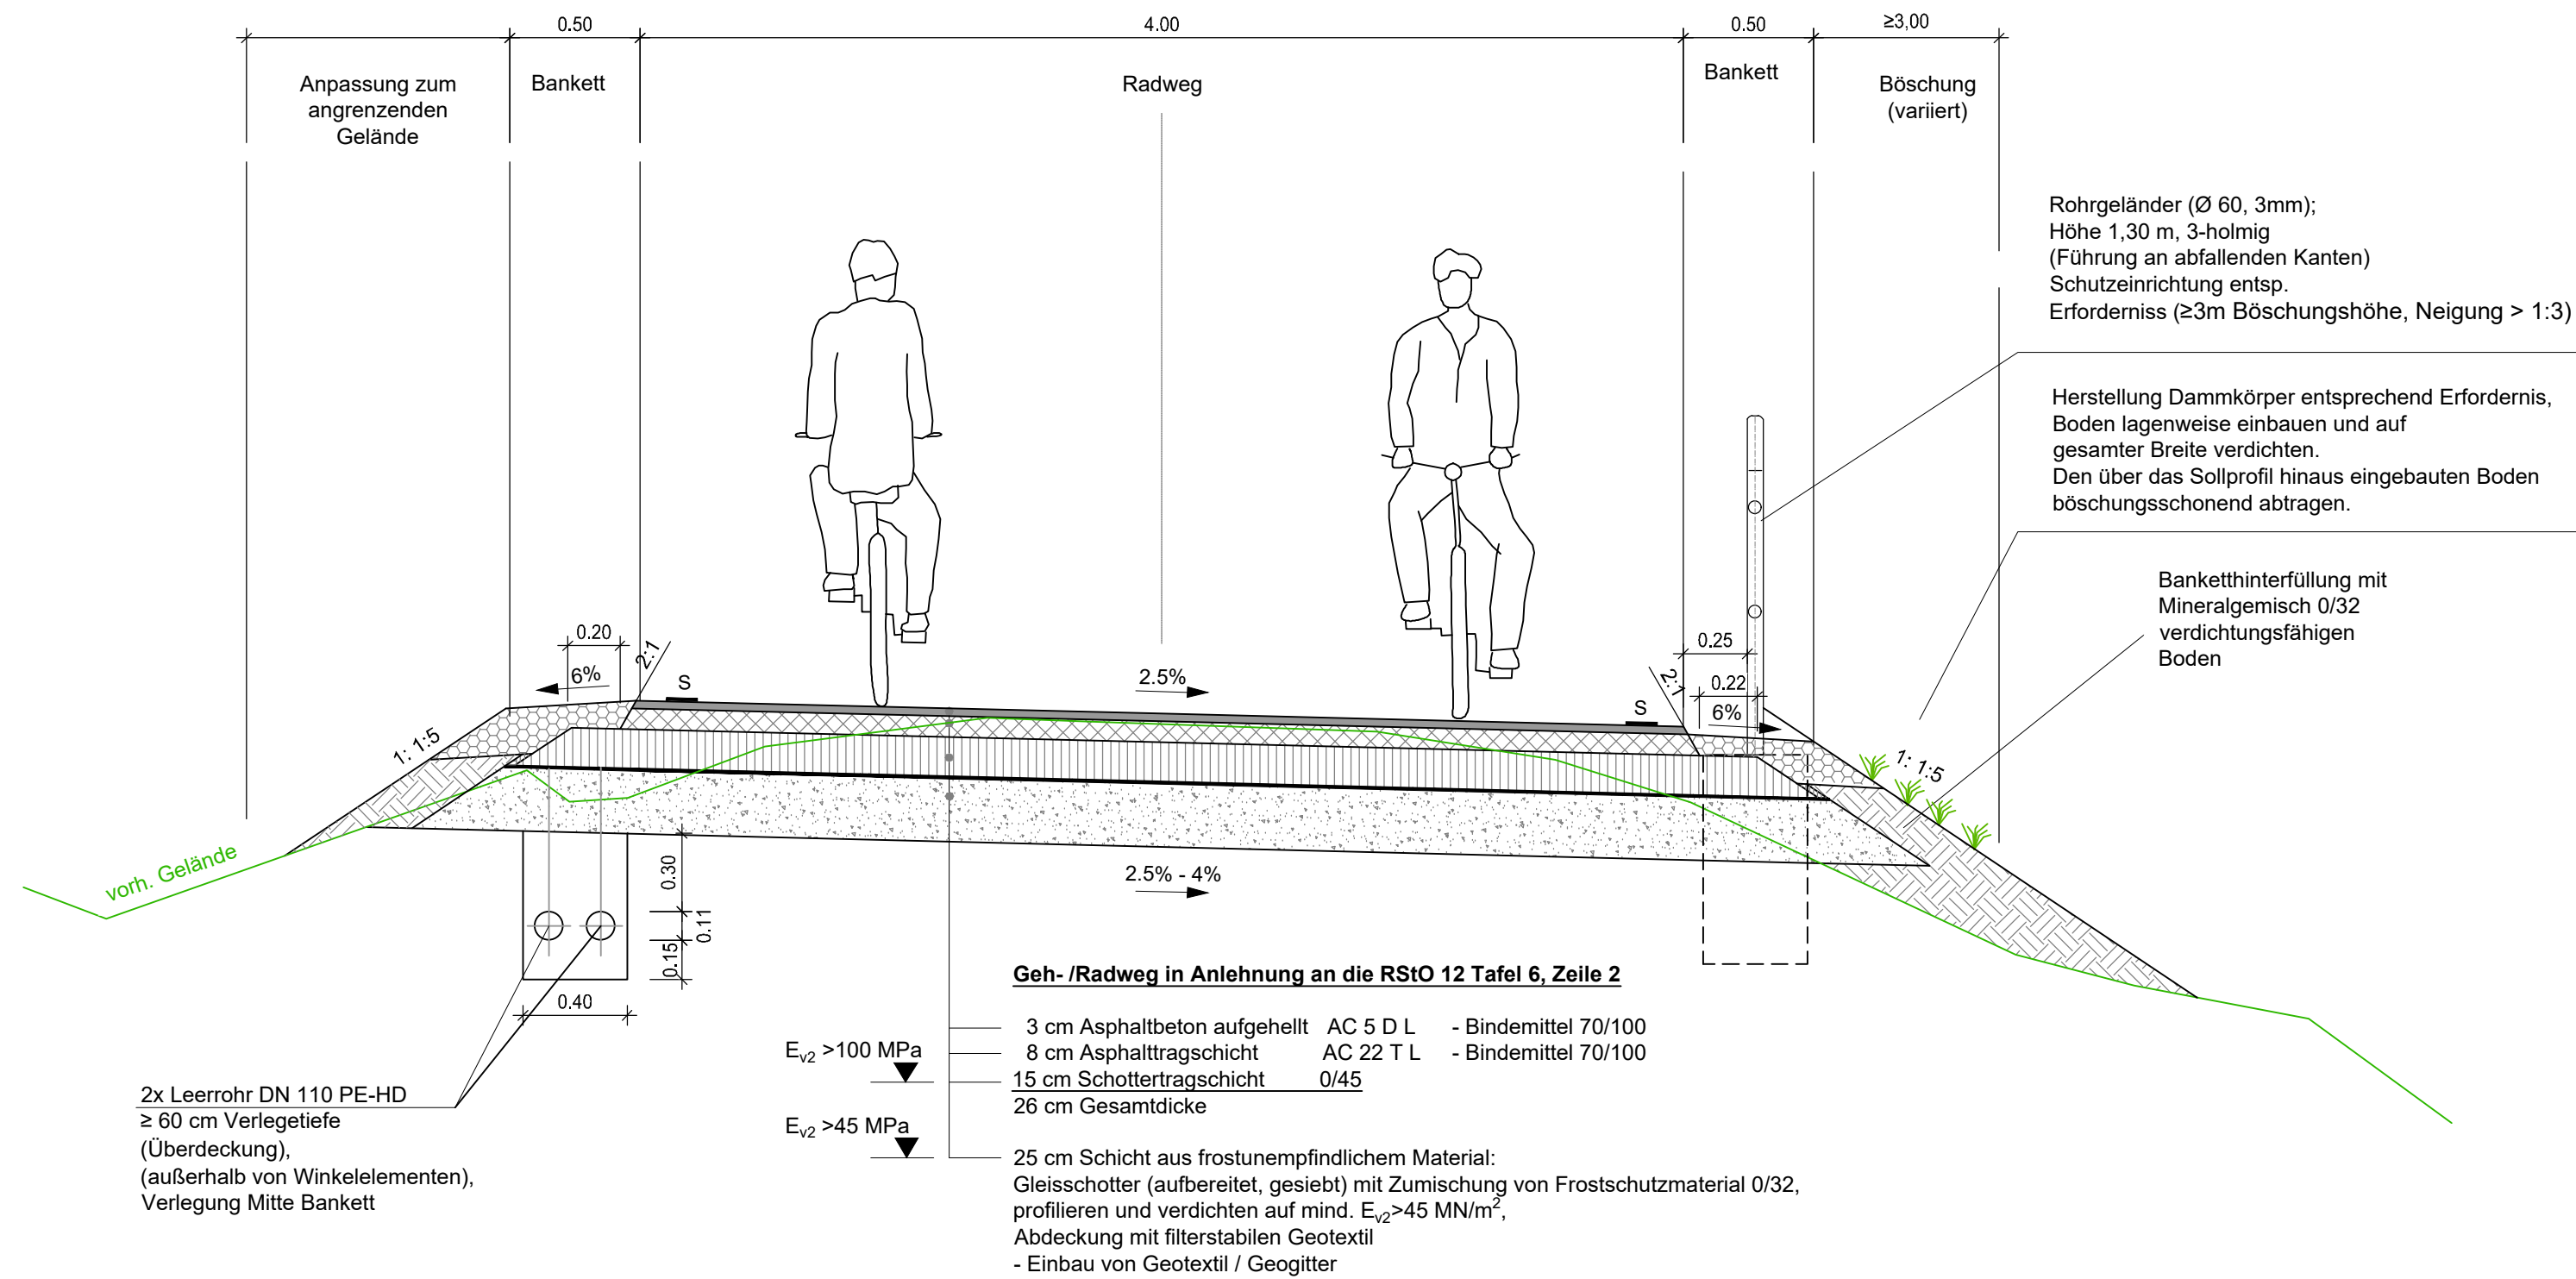 0.50
4.00
0.50
≥3,00
Anpassung zum
angrenzenden
Gelände
Bankett
Radweg
Bankett
Böschung
(variiert)
Rohrgeländer (Ø 60, 3mm);
Höhe 1,30 m, 3-holmig
(Führung an abfallenden Kanten)
Schutzeinrichtung entsp.
Erforderniss (≥3m Böschungshöhe, Neigung > 1:3)
Herstellung Dammkörper entsprechend Erfordernis,
Boden lagenweise einbauen und auf
gesamter Breite verdichten.
Den über das Sollprofil hinaus eingebauten Boden
böschungsschonend abtragen.
Banketthinterfüllung mit
Mineralgemisch 0/32
verdichtungsfähigen
Boden
0.20
6%
2:1
S
2.5%
S
2:1
0.25
0.22
6%
1: 1:5
1: 1:5
vorh. Gelände
2.5% - 4%
0.30
0.11
0.15
0.40
2x Leerrohr DN 110 PE-HD
≥ 60 cm Verlegetiefe
(Überdeckung),
(außerhalb von Winkelelementen),
Verlegung Mitte Bankett
Geh- /Radweg in Anlehnung an die RStO 12 Tafel 6, Zeile 2
3 cm Asphaltbeton aufgehellt AC 5 D L - Bindemittel 70/100
8 cm Asphalttragschicht AC 22 T L - Bindemittel 70/100
15 cm Schottertragschicht 0/45
26 cm Gesamtdicke
Ev2 >100 MPa
Ev2 >45 MPa
25 cm Schicht aus frostunempfindlichem Material:
Gleisschotter (aufbereitet, gesiebt) mit Zumischung von Frostschutzmaterial 0/32,
profilieren und verdichten auf mind. Ev2>45 MN/m²,
Abdeckung mit filterstabilen Geotextil
- Einbau von Geotextil / Geogitter